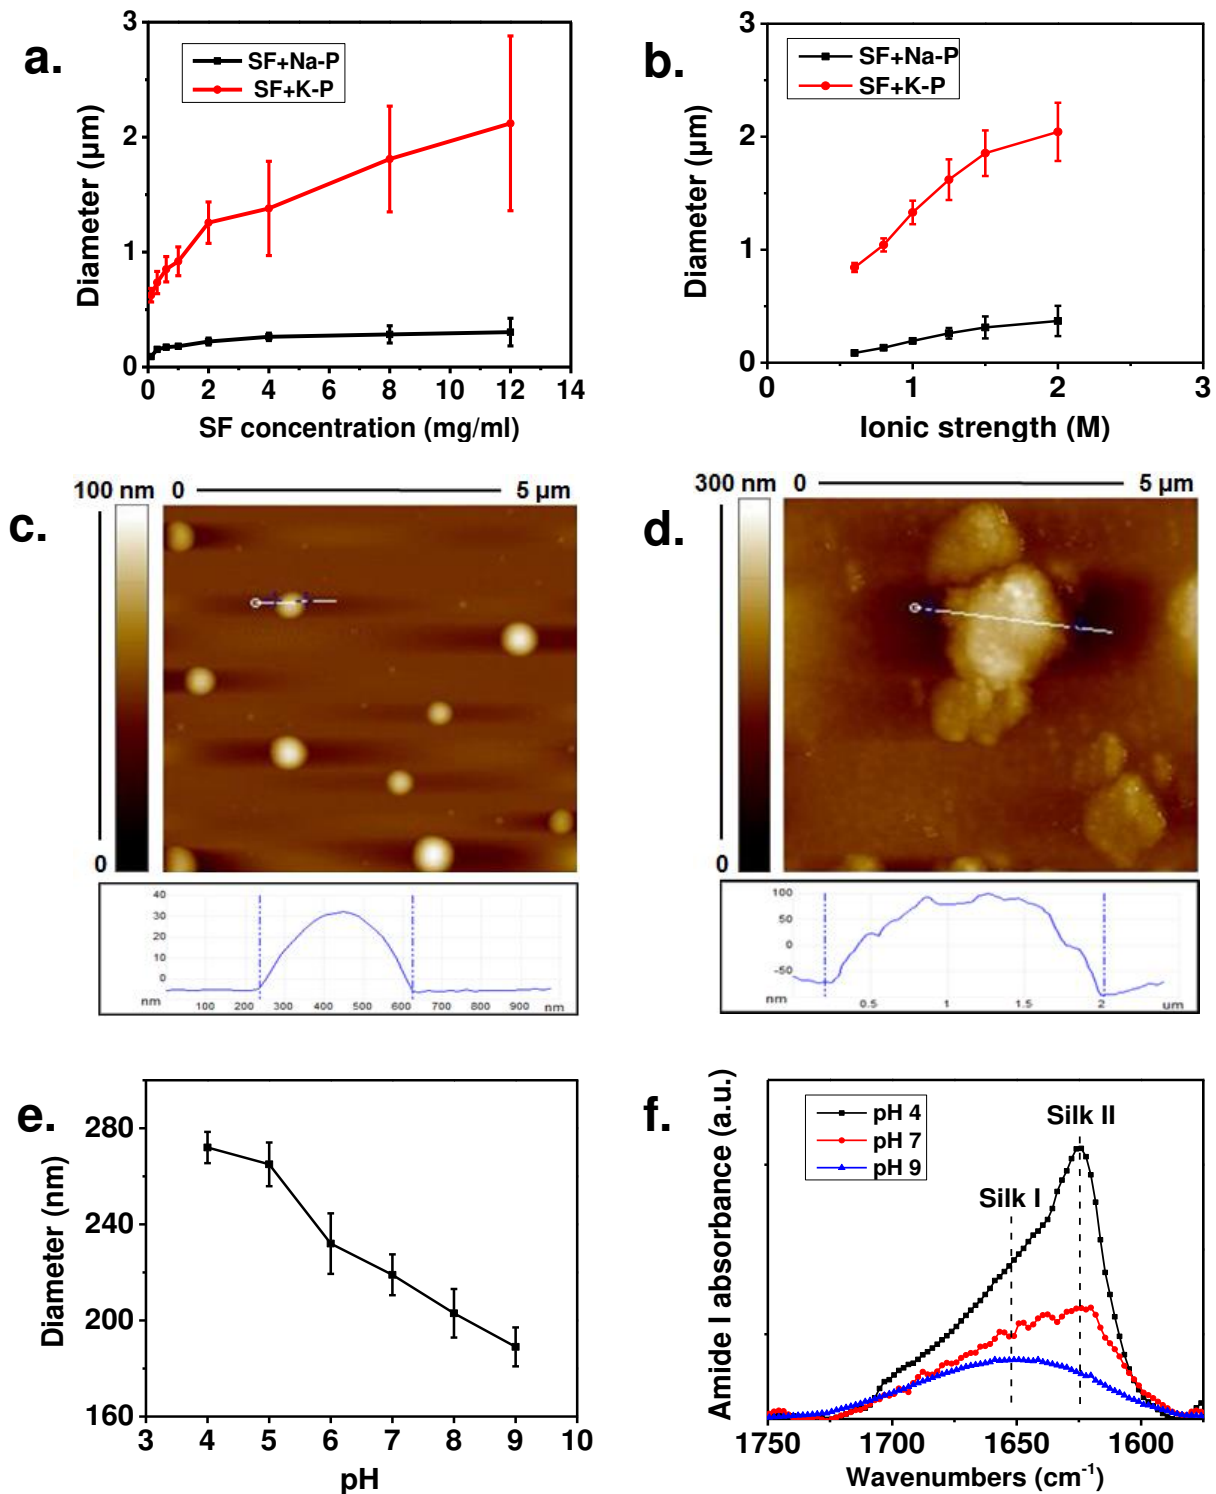 a.
3
2
1
0
Diameter (µm)
SF+Na-P
SF+K-P
0 2 4 6 8 10 12 14
SF concentration (mg/ml)
b.
3
2
1
0
Diameter (µm)
SF+Na-P
SF+K-P
0 1 2 3
Ionic strength (M)
c.
100 nm 0 5 µm
0
40
30
20
10
0
nm 100 200 300 400 500 600 700 800 900 nm
d.
300 nm 0 5 µm
0
100
50
0
-50
nm 0.5 1 1.5 2 um
e.
280
240
200
160
Diameter (nm)
3 4 5 6 7 8 9 10
pH
f.
Amide I absorbance (a.u.)
pH 4
pH 7
pH 9
Silk II
Silk I
1750 1700 1650 1600
Wavenumbers (cm⁻¹)